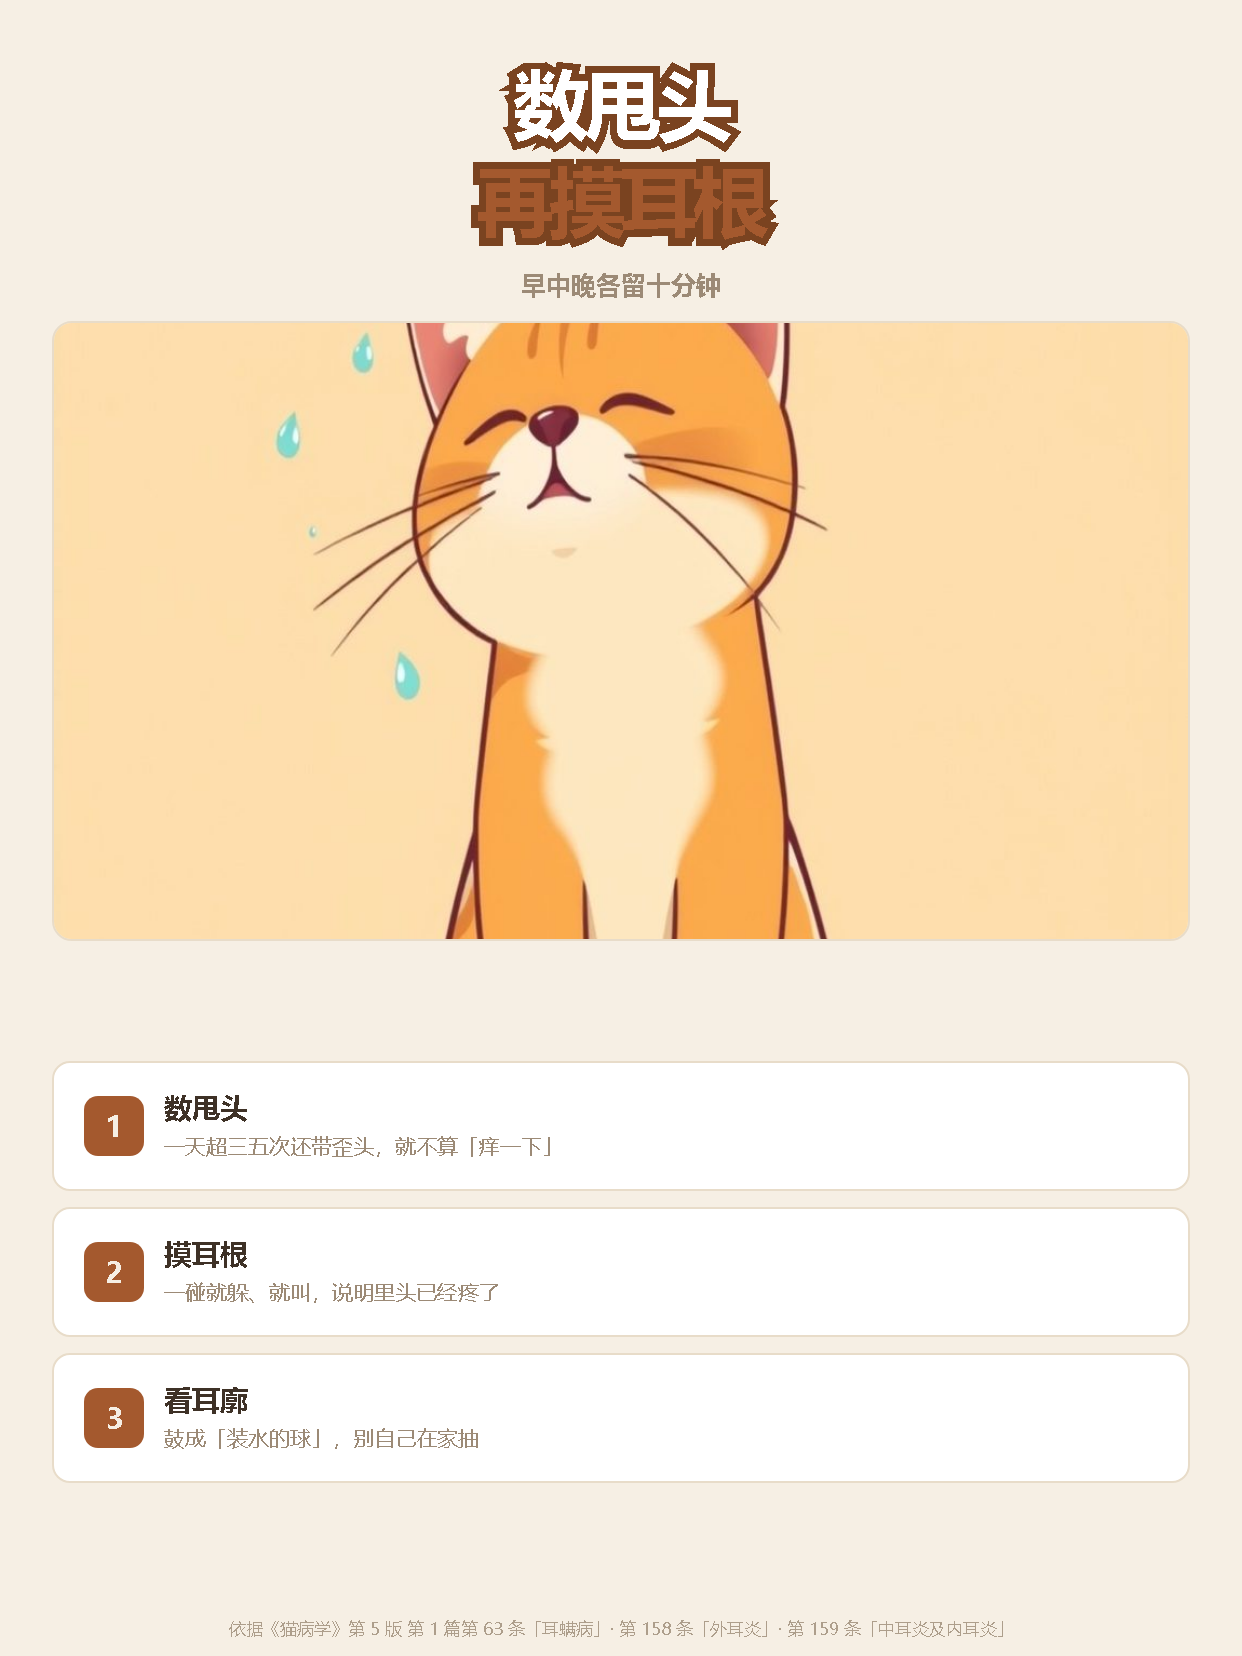 数甩头
再摸耳根
早中晚各留十分钟
1
数甩头
一天超三五次还带歪头，就不算「痒一下」
2
摸耳根
一碰就躲、就叫，说明里头已经疼了
3
看耳廓
鼓成「装水的球」，别自己在家抽
依据《猫病学》第 5 版 第 1 篇第 63 条「耳螨病」· 第 158 条「外耳炎」· 第 159 条「中耳炎及内耳炎」